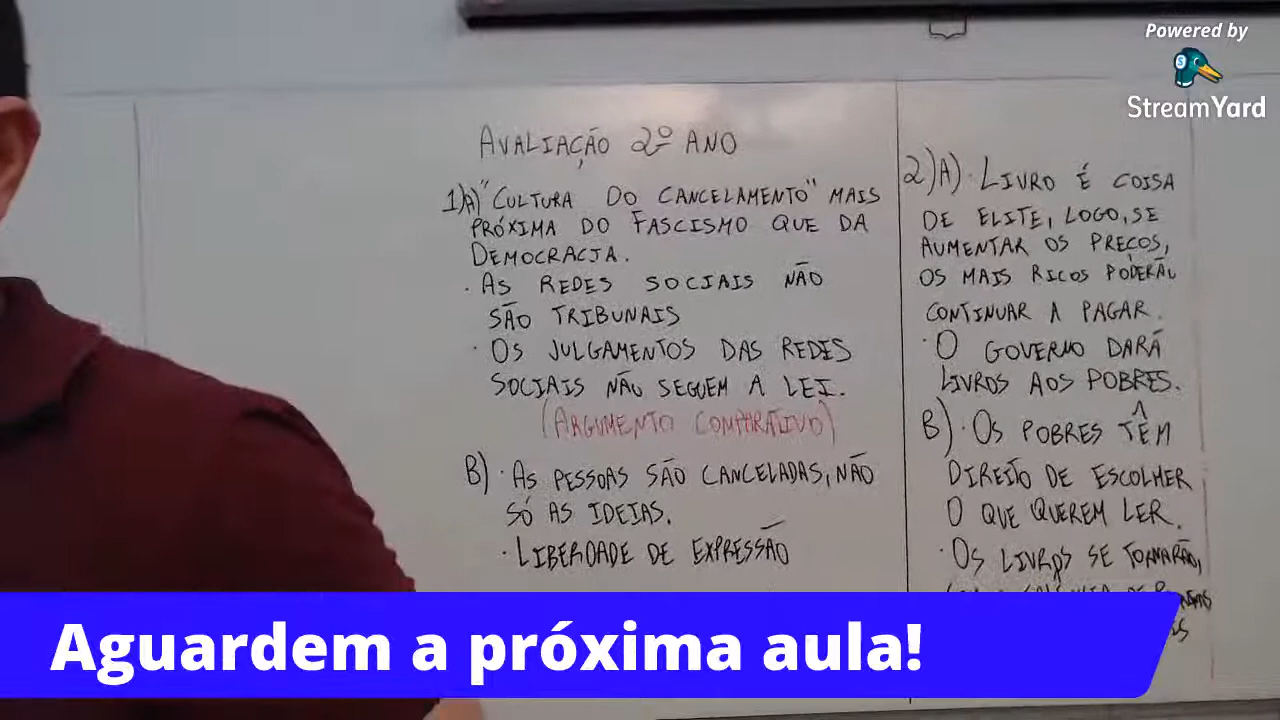 Powered by
StreamYard
AVALIAÇÃO 2º ANO
1)A) "CULTURA DO CANCELAMENTO" MAIS
PRÓXIMA DO FASCISMO QUE DA
DEMOCRACIA.
· AS REDES SOCIAIS NÃO
SÃO TRIBUNAIS
· OS JULGAMENTOS DAS REDES
SOCIAIS NÃO SEGUEM A LEI.
(ARGUMENTO COMPARATIVO)
B) · AS PESSOAS SÃO CANCELADAS, NÃO
SÓ AS IDEIAS.
· LIBERDADE DE EXPRESSÃO
2)A) · LIVRO É COISA
DE ELITE, LOGO, SE
AUMENTAR OS PREÇOS,
OS MAIS RICOS PODERÃO
CONTINUAR A PAGAR.
· O GOVERNO DARÁ
LIVROS AOS POBRES.
B) · OS POBRES TÊM
DIREITO DE ESCOLHER
O QUE QUEREM LER.
· OS LIVROS SE TORNARÃO,
Aguardem a próxima aula!